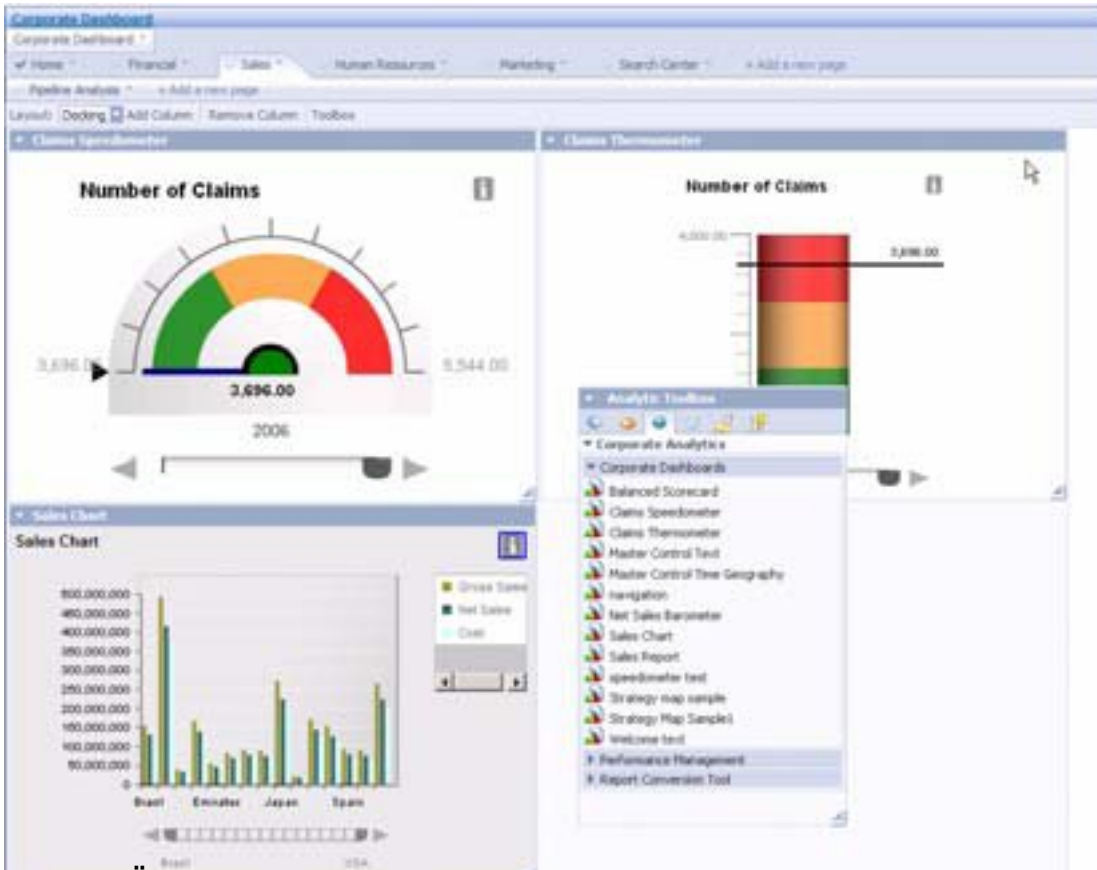 Corporate Dashboard
Corporate Dashboard
Home Financial Sales Human Resources Marketing Search Center + Add a new page
Pipeline Analysis + Add a new page
Layout: Docking Add Column Remove Column Toolbox
Claims Speedometer
Number of Claims
3,696.00
5,544.00
3,696.00
2006
Claims Thermometer
Number of Claims
4,000.00
3,696.00
Analytic Toolbox
Corporate Analytics
Corporate Dashboards
Balanced Scorecard
Claims Speedometer
Claims Thermometer
Master Control Text
Master Control Time Geography
navigation
Net Sales Barometer
Sales Chart
Sales Report
speedometer test
Strategy map sample
Strategy Map Sample1
Welcome text
Performance Management
Report Conversion Tool
Sales Chart
Sales Chart
500,000,000
450,000,000
400,000,000
350,000,000
300,000,000
250,000,000
200,000,000
150,000,000
100,000,000
50,000,000
0
Brazil Emirates Japan Spain
Gross Sales
Net Sales
Cost
Brazil USA